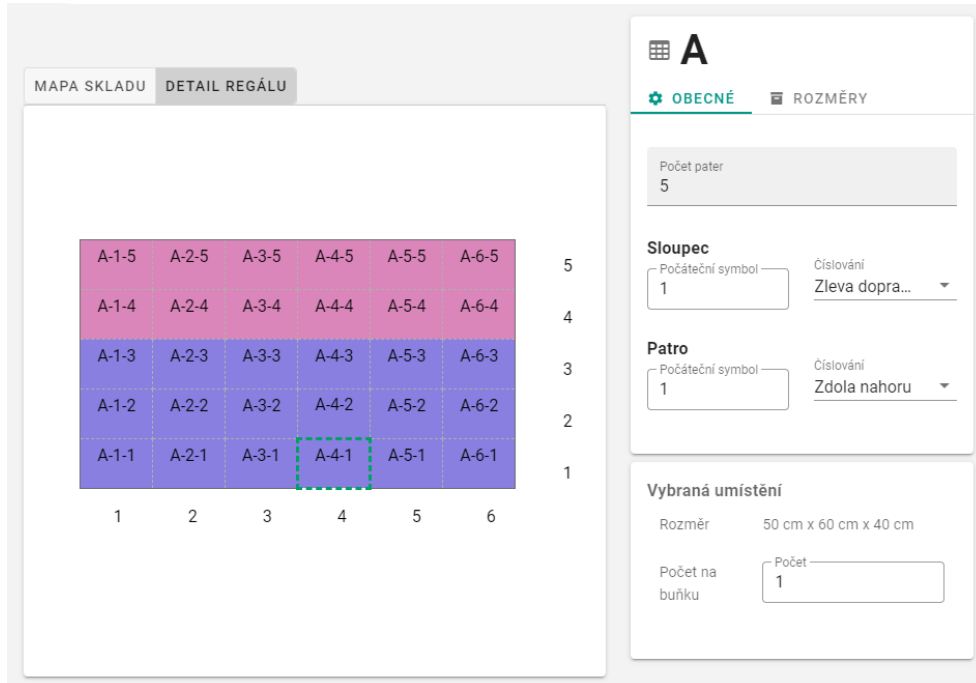 MAPA SKLADU DETAIL REGÁLU
A-1-5 A-2-5 A-3-5 A-4-5 A-5-5 A-6-5 5
A-1-4 A-2-4 A-3-4 A-4-4 A-5-4 A-6-4 4
A-1-3 A-2-3 A-3-3 A-4-3 A-5-3 A-6-3 3
A-1-2 A-2-2 A-3-2 A-4-2 A-5-2 A-6-2 2
A-1-1 A-2-1 A-3-1 A-4-1 A-5-1 A-6-1 1
1 2 3 4 5 6
A
OBECNÉ ROZMĚRY
Počet pater
5
Sloupec
Počáteční symbol
1
Číslování
Zleva dopra...
Patro
Počáteční symbol
1
Číslování
Zdola nahoru
Vybraná umístění
Rozměr 50 cm x 60 cm x 40 cm
Počet na
buňku
Počet
1